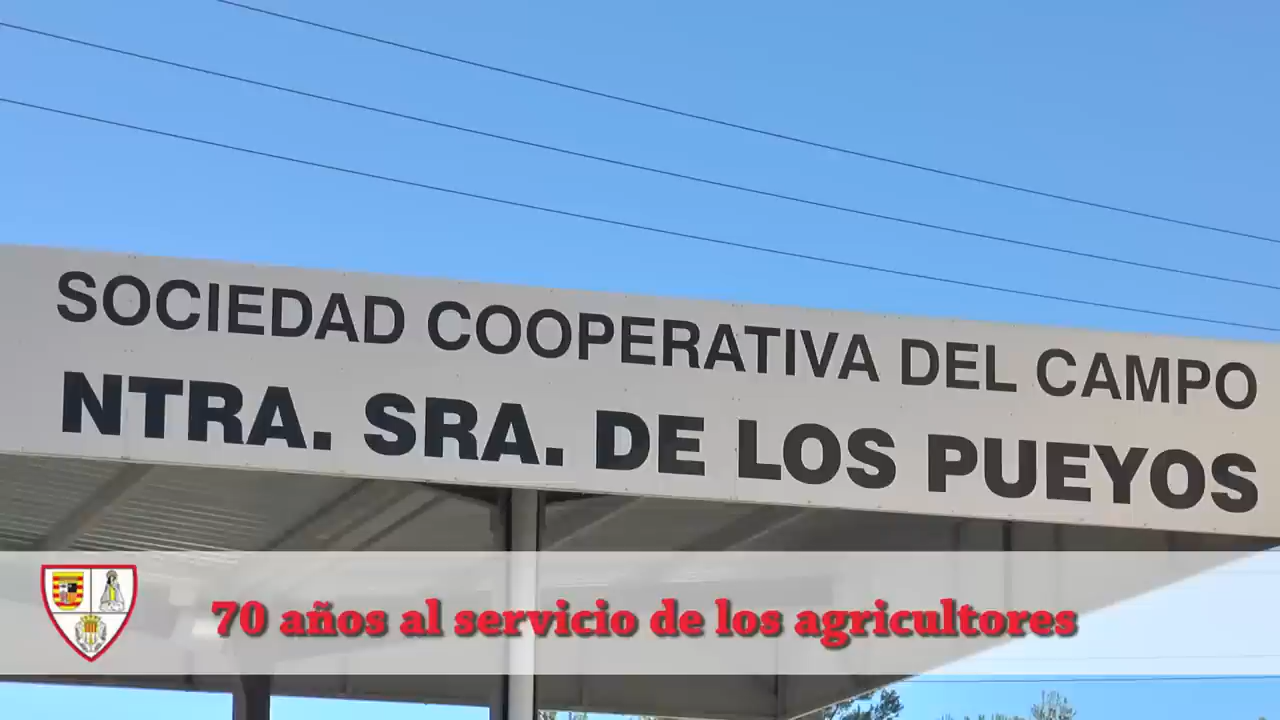 SOCIEDAD COOPERATIVA DEL CAMPO
NTRA. SRA. DE LOS PUEYOS
70 años al servicio de los agricultores